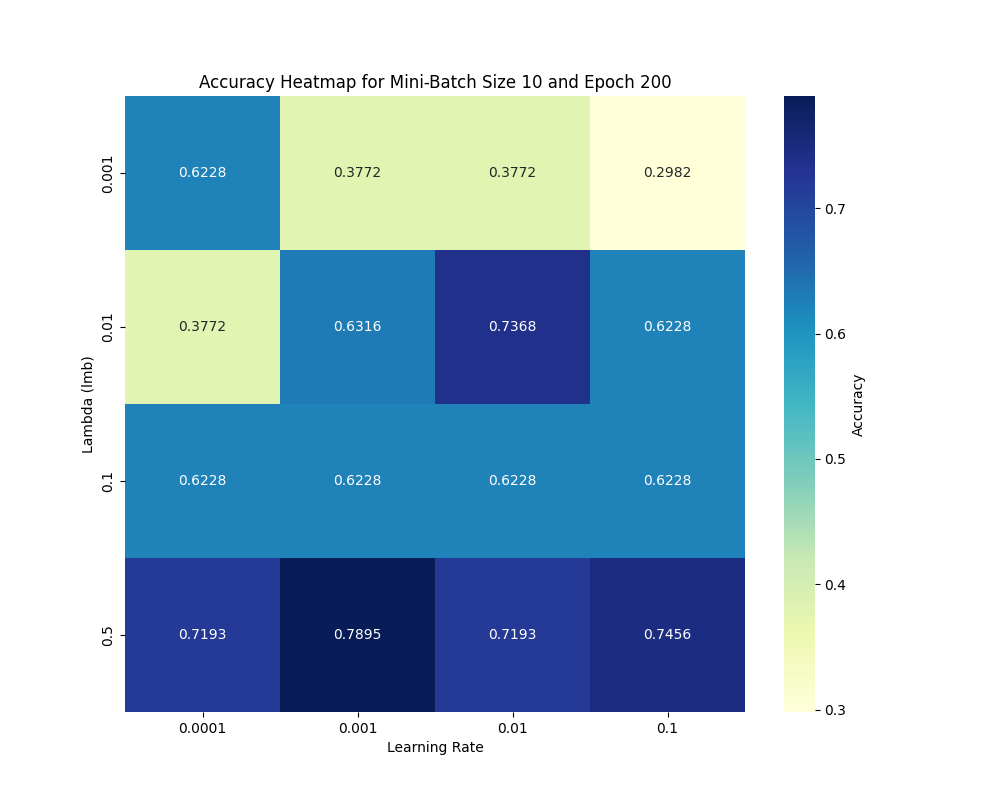 Accuracy Heatmap for Mini-Batch Size 10 and Epoch 200
0.001
0.6228 0.3772 0.3772 0.2982
0.01
0.3772 0.6316 0.7368 0.6228
0.1
0.6228 0.6228 0.6228 0.6228
0.5
0.7193 0.7895 0.7193 0.7456
Lambda (lmb)
0.0001 0.001 0.01 0.1
Learning Rate
0.7
0.6
0.5
0.4
0.3
Accuracy